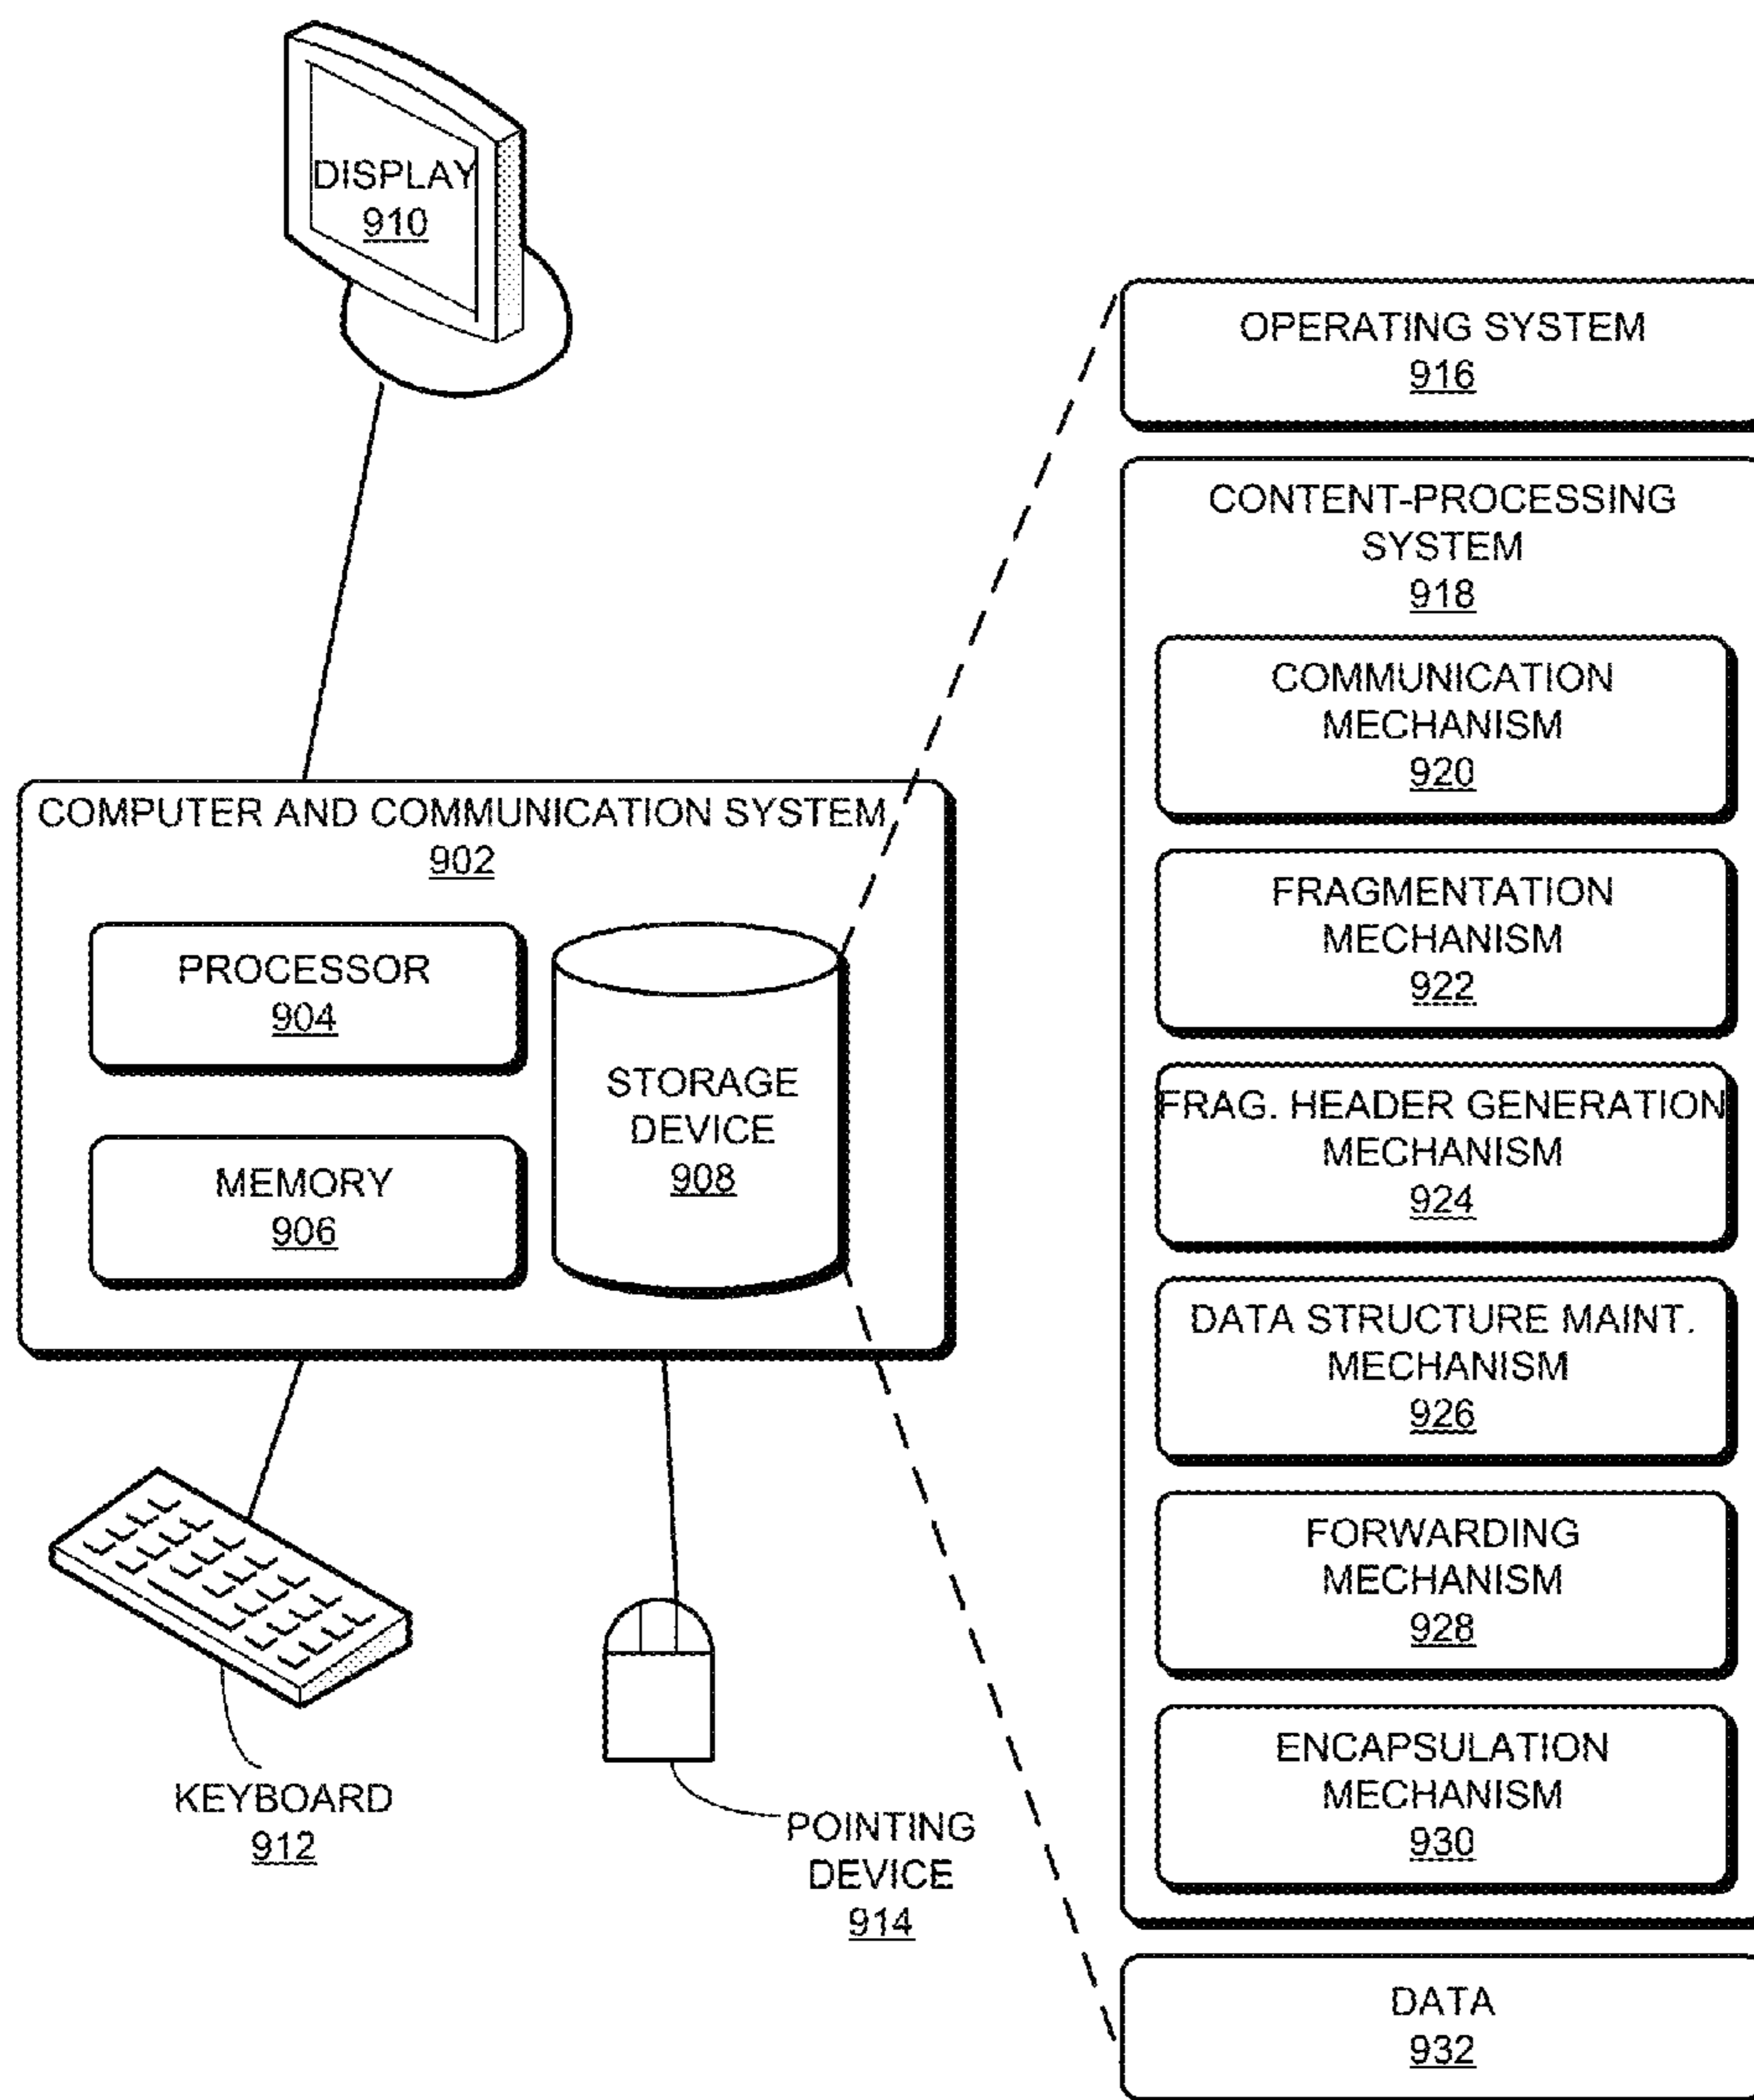 DISPLAY
910
COMPUTER AND COMMUNICATION SYSTEM
902
PROCESSOR
904
MEMORY
906
STORAGE
DEVICE
908
KEYBOARD
912
POINTING
DEVICE
914
OPERATING SYSTEM
916
CONTENT-PROCESSING
SYSTEM
918
COMMUNICATION
MECHANISM
920
FRAGMENTATION
MECHANISM
922
FRAG. HEADER GENERATION
MECHANISM
924
DATA STRUCTURE MAINT.
MECHANISM
926
FORWARDING
MECHANISM
928
ENCAPSULATION
MECHANISM
930
DATA
932